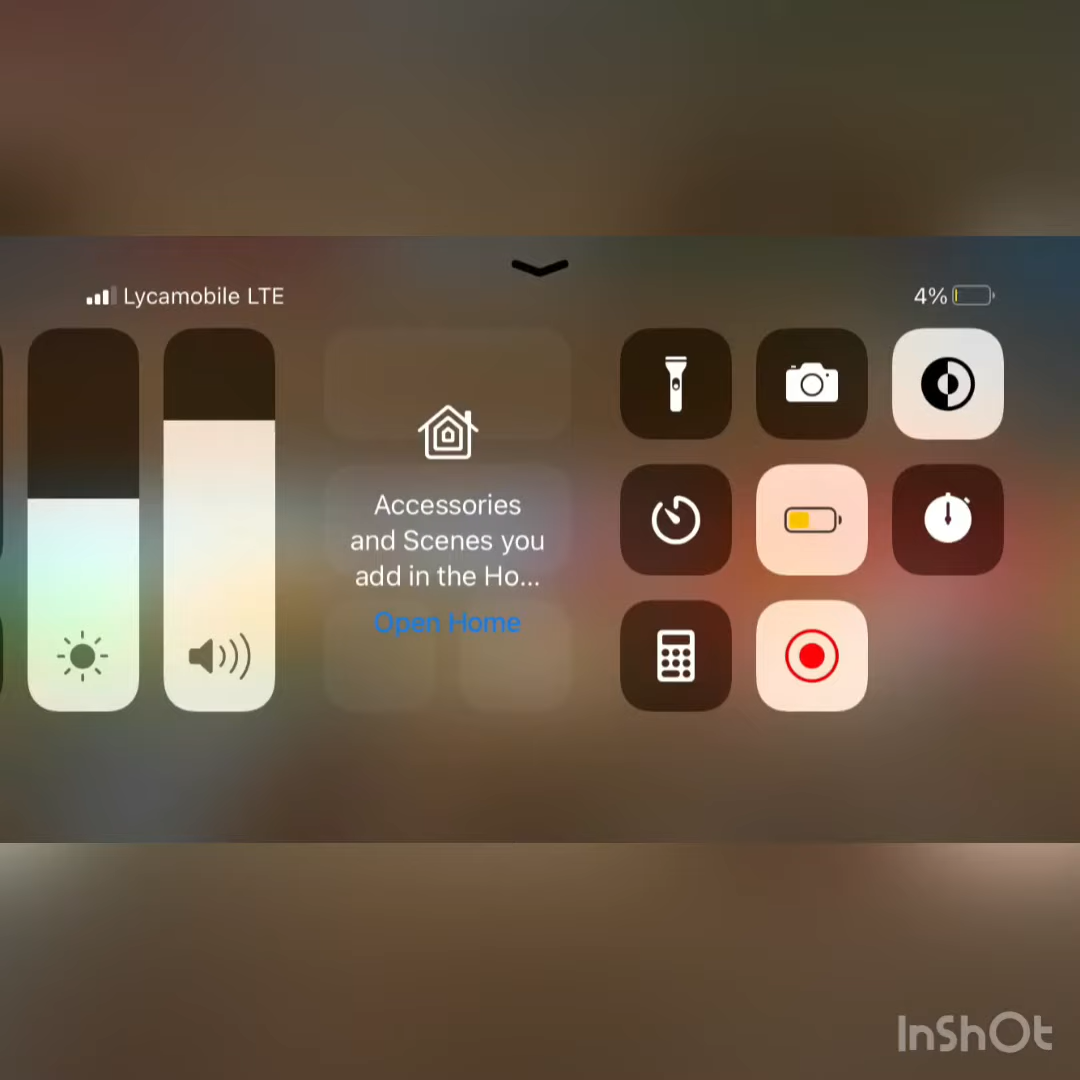 Lycamobile LTE
4%
Accessories
and Scenes you
add in the Ho...
Open Home
InShOt